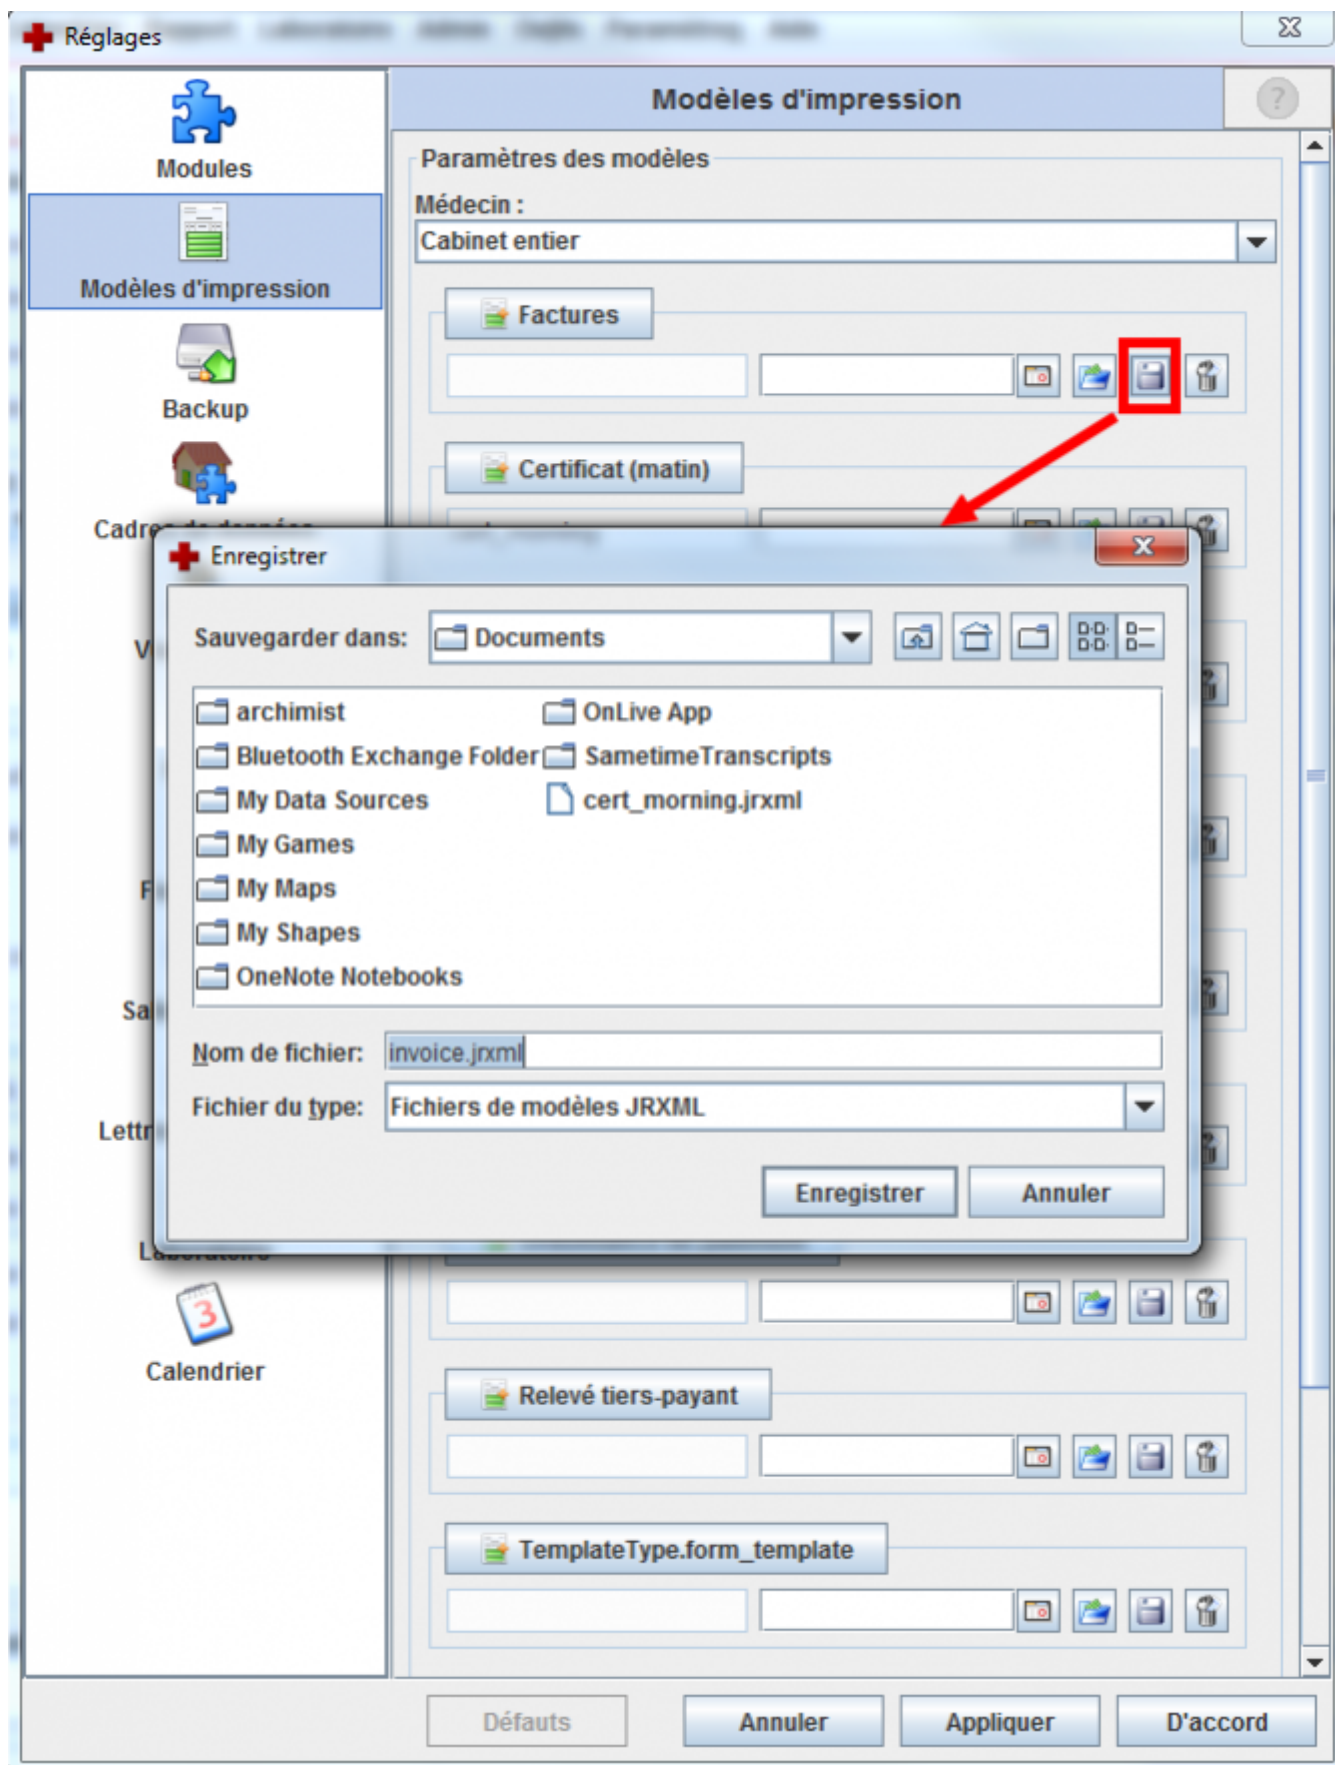 Réglages
Modèles d'impression
?
Modules
Modèles d'impression
Backup
Calendrier
Paramètres des modèles
Médecin :
Cabinet entier
Factures
Certificat (matin)
Enregistrer
Sauvegarder dans: Documents
archimist
OnLive App
Bluetooth Exchange Folder
SametimeTranscripts
My Data Sources
cert_morning.jrxml
My Games
My Maps
My Shapes
OneNote Notebooks
Nom de fichier: invoice.jrxml
Fichier du type: Fichiers de modèles JRXML
Enregistrer Annuler
Relevé tiers-payant
TemplateType.form_template
Défauts Annuler Appliquer D'accord